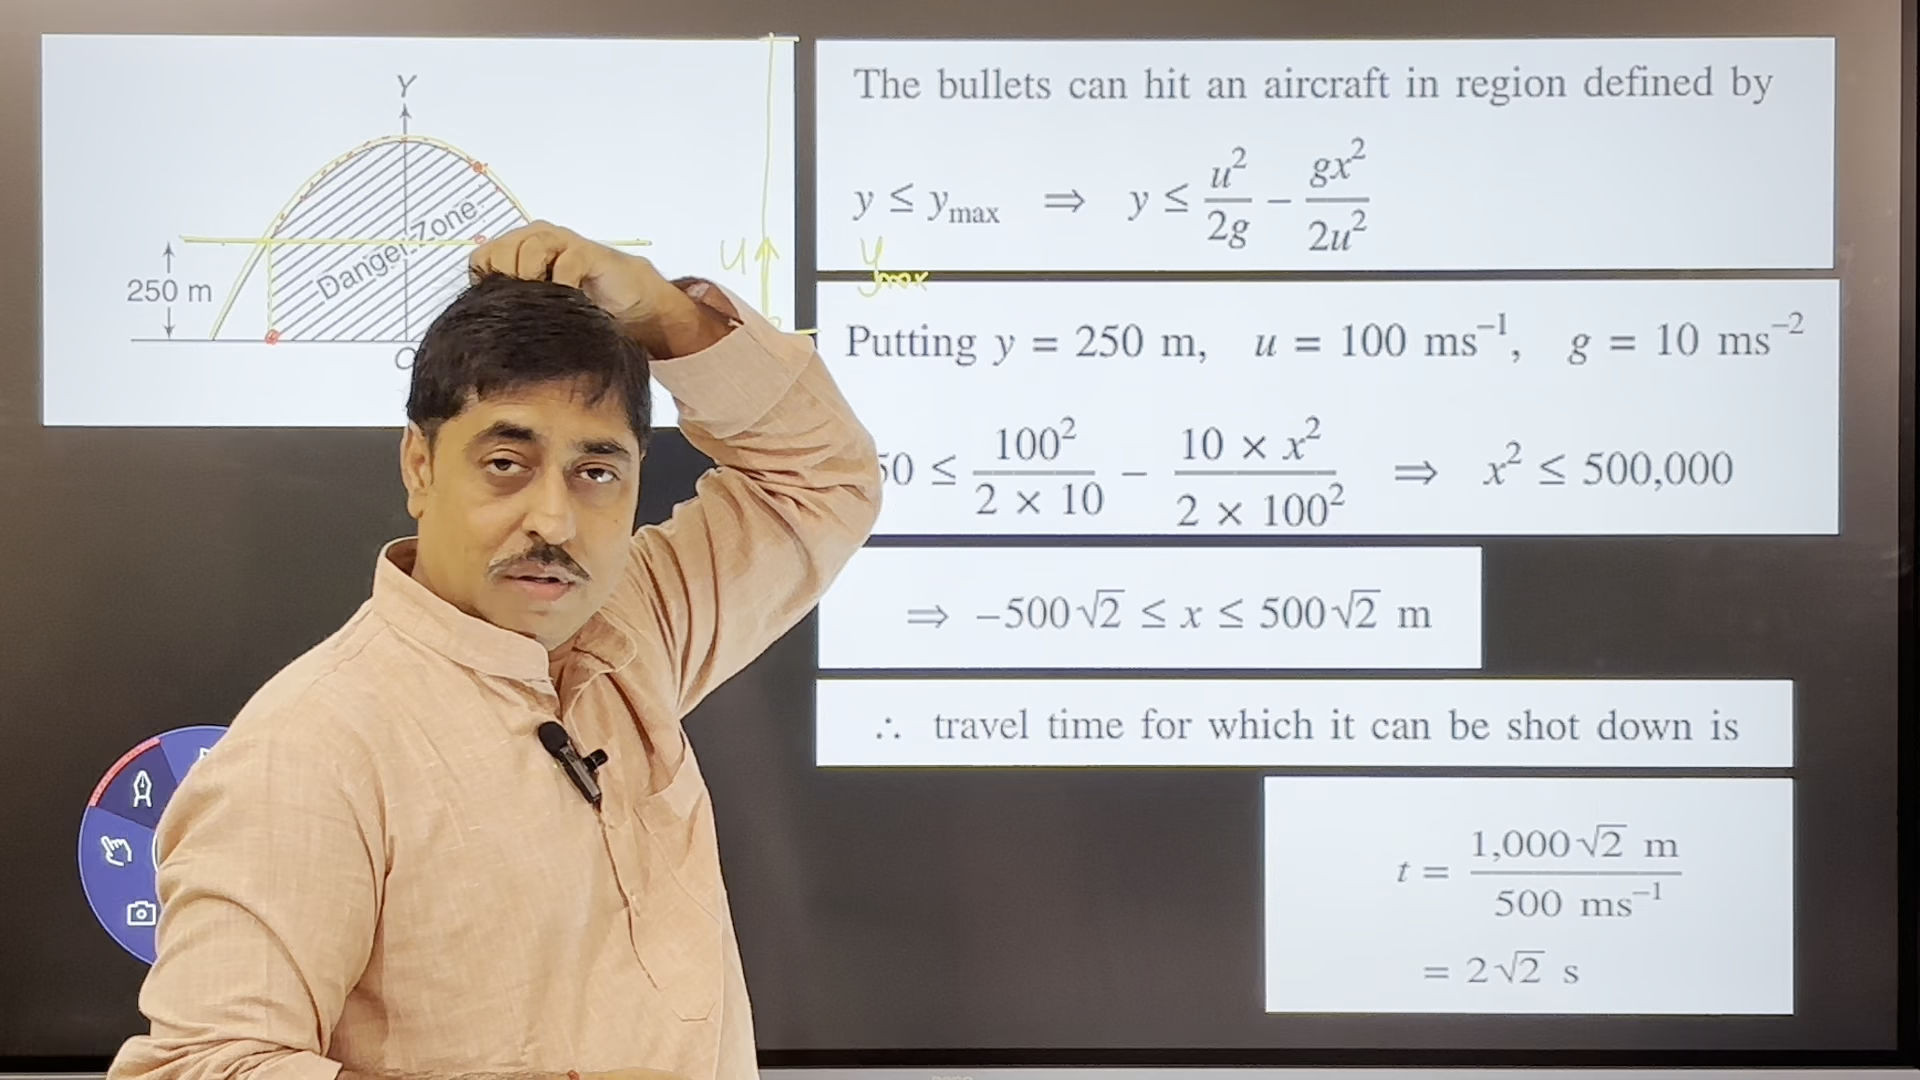 Y
Danger Zone
250 m
O
u
The bullets can hit an aircraft in region defined by
y ≤ y_max ⇒ y ≤ u²/2g − gx²/2u²
y_max
Putting y = 250 m, u = 100 ms⁻¹, g = 10 ms⁻²
50 ≤ 100²/(2 × 10) − (10 × x²)/(2 × 100²) ⇒ x² ≤ 500,000
⇒ −500√2 ≤ x ≤ 500√2 m
∴ travel time for which it can be shot down is
t = 1,000√2 m / 500 ms⁻¹
= 2√2 s